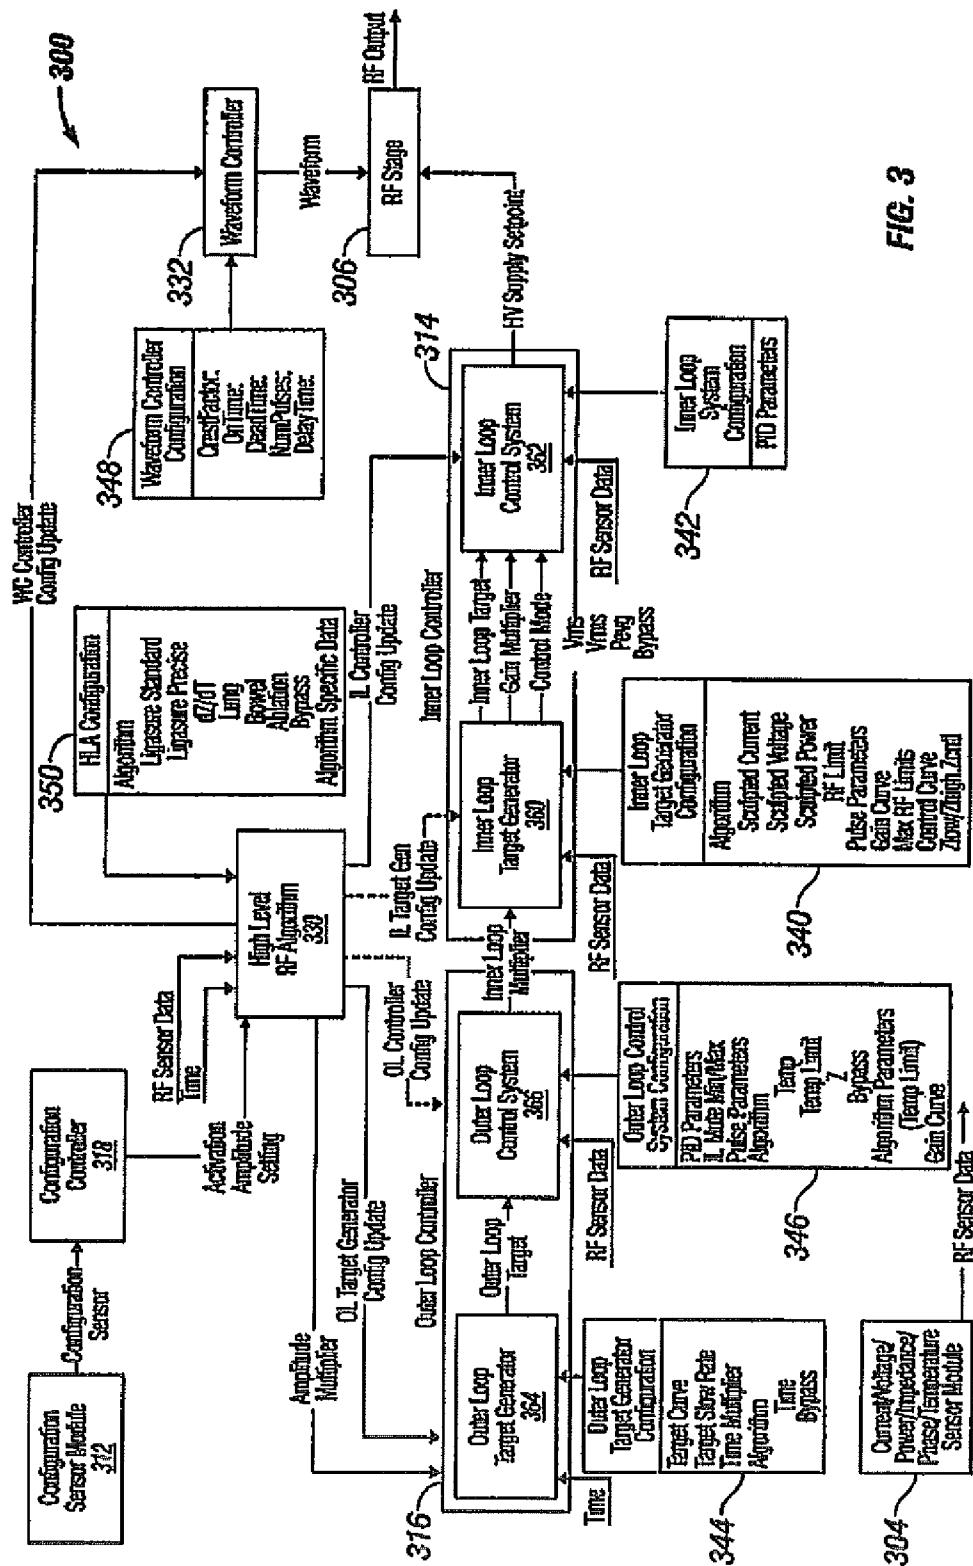 300
Configuration
Sensor Module
312
Configuration
Sensor
Configuration
Controller
318
Activation
Amplitude
Setting
RF Sensor Data
Time
High Level
RF Algorithm
330
350
HLA Configuration
Algorithm
Ligasure Standard
Ligasure Precise
dZ/dT
Lung
Bowel
Ablation
Bypass
Algorithm Specific Data
WC Controller
Config Update
348
Waveform Controller
Configuration
CrestFactor:
OnTime:
DeadTime:
NumPulses:
DelayTime:
332
Waveform Controller
Waveform
306
RF Stage
RF Output
HV Supply Setpoint
Amplitude
Multiplier
OL Target Generator
Config Update
OL Controller
Config Update
IL Target Gen
Config Update
IL Controller
Config Update
316
Outer Loop Controller
Outer Loop
Target Generator
364
Outer Loop
Target
Outer Loop
Control System
366
Inner Loop
Multiplier
314
Inner Loop Controller
Inner Loop
Target Generator
360
Inner Loop Target
Gain Multiplier
Control Mode
Inner Loop
Control System
362
Time
RF Sensor Data
RF Sensor Data
Vrms
Pavg
Bypass
RF Sensor Data
344
Outer Loop
Target Generator
Configuration
Target Curve
Target Slow Rate
Time Multiplier
Algorithm
Time
Bypass
346
Outer Loop Control
System Configuration
PID Parameters
IL Mote Min/Max
Pulse Parameters
Algorithm
Temp
Temp Limit
Z
Bypass
Algorithm Parameters
(Temp Limit)
Gain Curve
340
Inner Loop
Target Generator
Configuration
Algorithm
Sculpted Current
Sculpted Voltage
Sculpted Power
RF Limit
Pulse Parameters
Gain Curve
Max RF Limits
Control Curve
Zlow/Zhigh Zcntl
342
Inner Loop
System
Configuration
PID Parameters
304
Current/Voltage/
Power/Impedance/
Phase/Temperature
Sensor Module
RF Sensor Data
FIG. 3